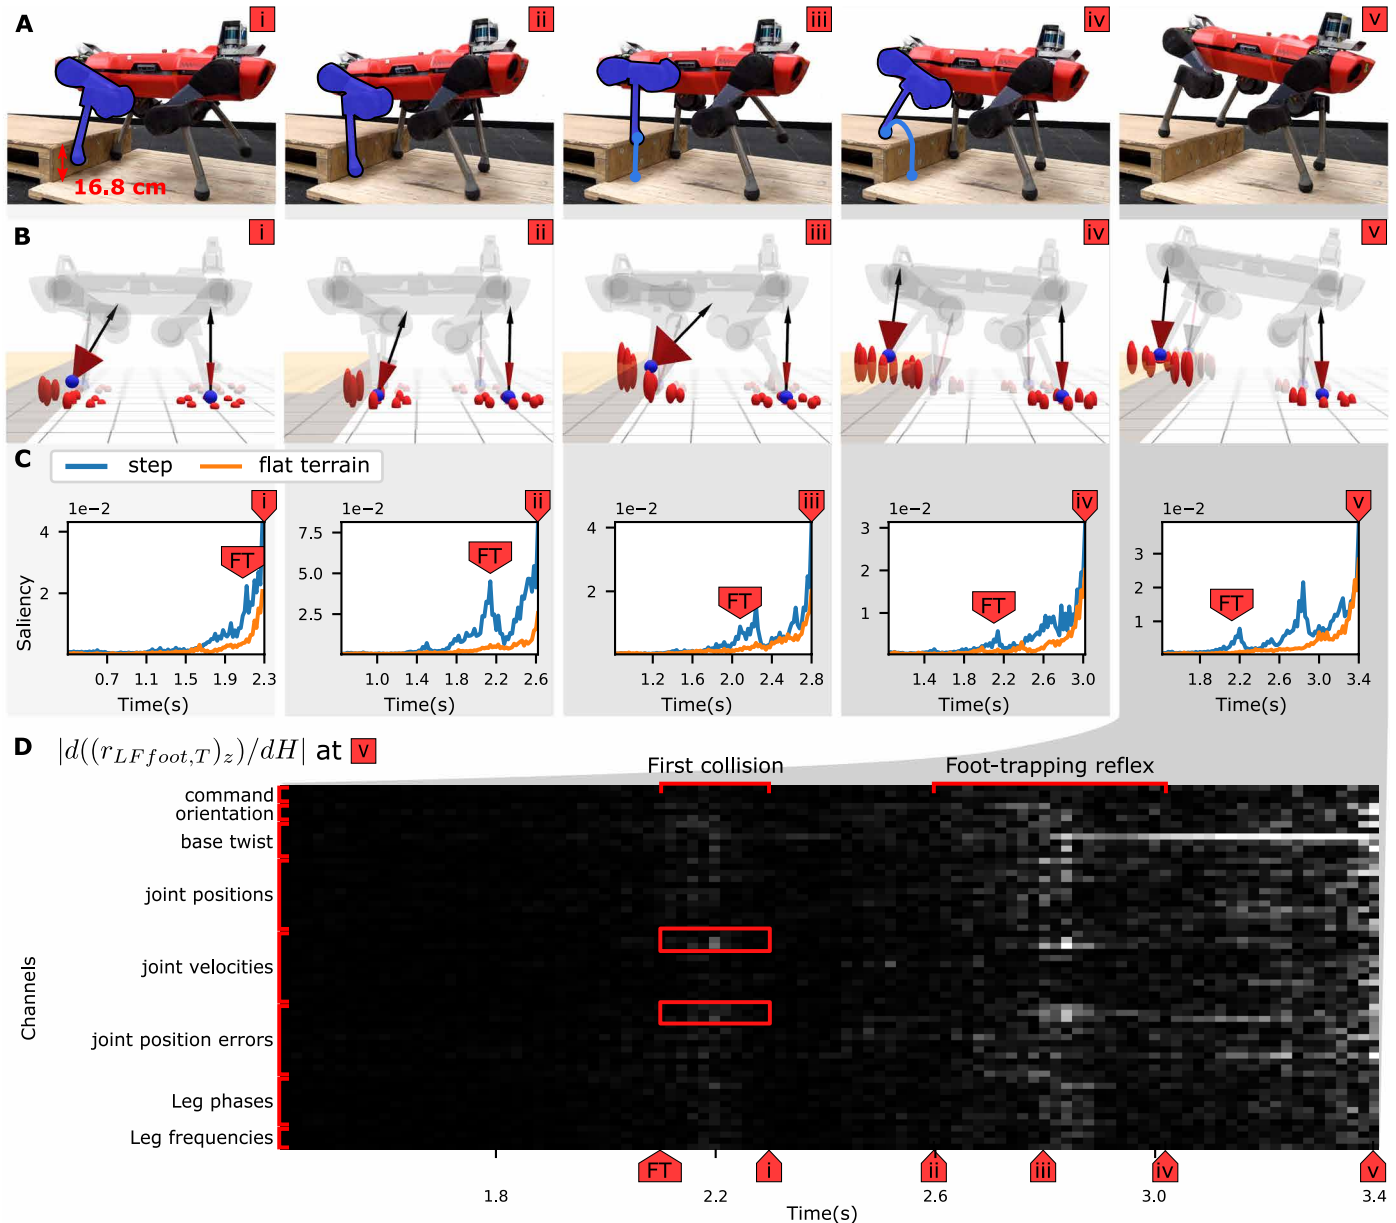 A
i
ii
iii
iv
v
16.8 cm
B
i
ii
iii
iv
v
C
step
flat terrain
i
ii
iii
iv
v
1e−2
1e−2
1e−2
1e−2
1e−2
Saliency
4
2
FT
0.7 1.1 1.5 1.9 2.3
Time(s)
7.5
5.0
2.5
FT
1.0 1.4 1.8 2.2 2.6
Time(s)
4
2
FT
1.2 1.6 2.0 2.4 2.8
Time(s)
3
2
1
FT
1.4 1.8 2.2 2.6 3.0
Time(s)
3
2
1
FT
1.8 2.2 2.6 3.0 3.4
Time(s)
D |d((r_{LFfoot,T})_z)/dH| at v
First collision
Foot-trapping reflex
Channels
command
orientation
base twist
joint positions
joint velocities
joint position errors
Leg phases
Leg frequencies
FT i ii iii iv v
1.8 2.2 2.6 3.0 3.4
Time(s)